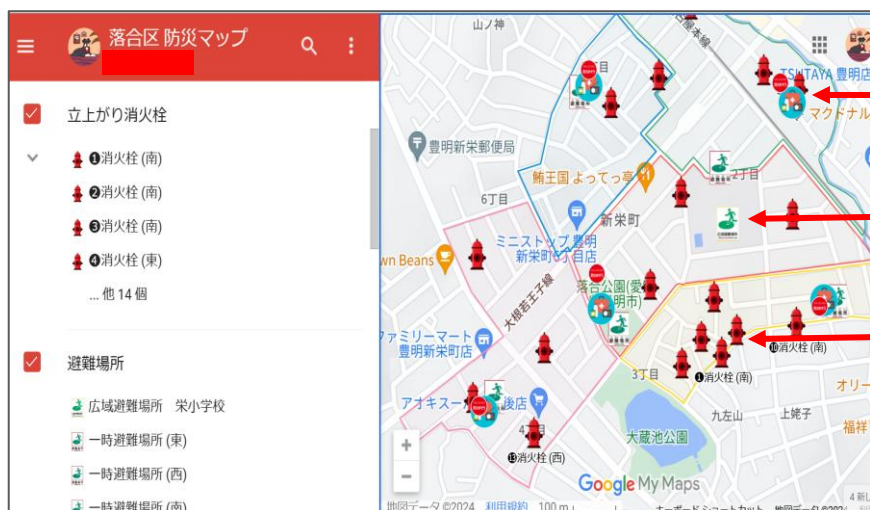 落合区 防災マップ
立上がり消火栓
❶消火栓 (南)
❷消火栓 (南)
❸消火栓 (南)
❹消火栓 (東)
... 他 14 個
避難場所
広域避難場所　栄小学校
一時避難場所 (東)
一時避難場所 (西)
一時避難場所 (南)
山ノ神
TSUTAYA 豊明店
マクドナル
豊明新栄郵便局
鮪王国 よってっ亭
2丁目
6丁目
新栄町
ミニストップ 豊明
新栄町6丁目店
wn Beans
大根若王子線
落合公園(愛
明市)
ファミリーマート
豊明新栄町店
❿消火栓 (南)
3丁目
❶消火栓 (南)
オリー
アオキスー
後店
九左山
上姥子
福祥
4丁目
大蔵池公園
⓭消火栓 (西)
Google My Maps
地図データ ©2024
利用規約
100 m
キーボード ショートカット
地図データ ©2024